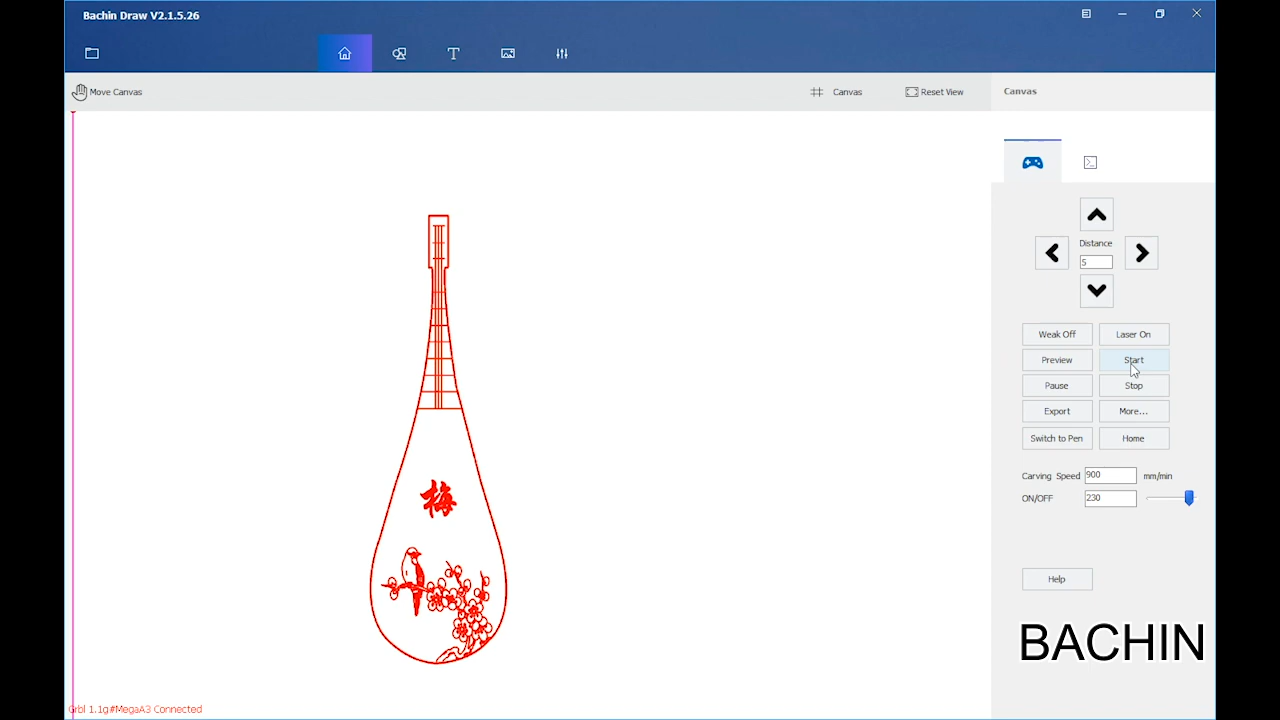 Bachin Draw V2.1.5.26
Move Canvas
Canvas
Reset View
Canvas
Distance
5
Weak Off
Laser On
Preview
Start
Pause
Stop
Export
More...
Switch to Pen
Home
Carving Speed 900 mm/min
ON/OFF 230
Help
梅
BACHIN
Grbl 1.1g#MegaA3 Connected